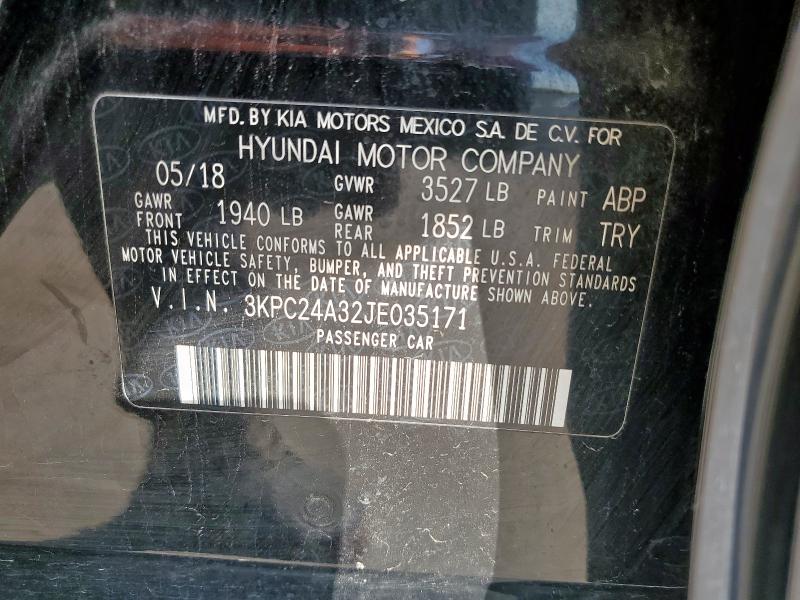 MFD. BY KIA MOTORS MEXICO S.A. DE C.V. FOR
HYUNDAI MOTOR COMPANY
05/18 GVWR 3527 LB PAINT ABP
GAWR FRONT 1940 LB GAWR REAR 1852 LB TRIM TRY
THIS VEHICLE CONFORMS TO ALL APPLICABLE U.S.A. FEDERAL
MOTOR VEHICLE SAFETY, BUMPER, AND THEFT PREVENTION STANDARDS
IN EFFECT ON THE DATE OF MANUFACTURE SHOWN ABOVE.
V.I.N. 3KPC24A32JE035171
PASSENGER CAR